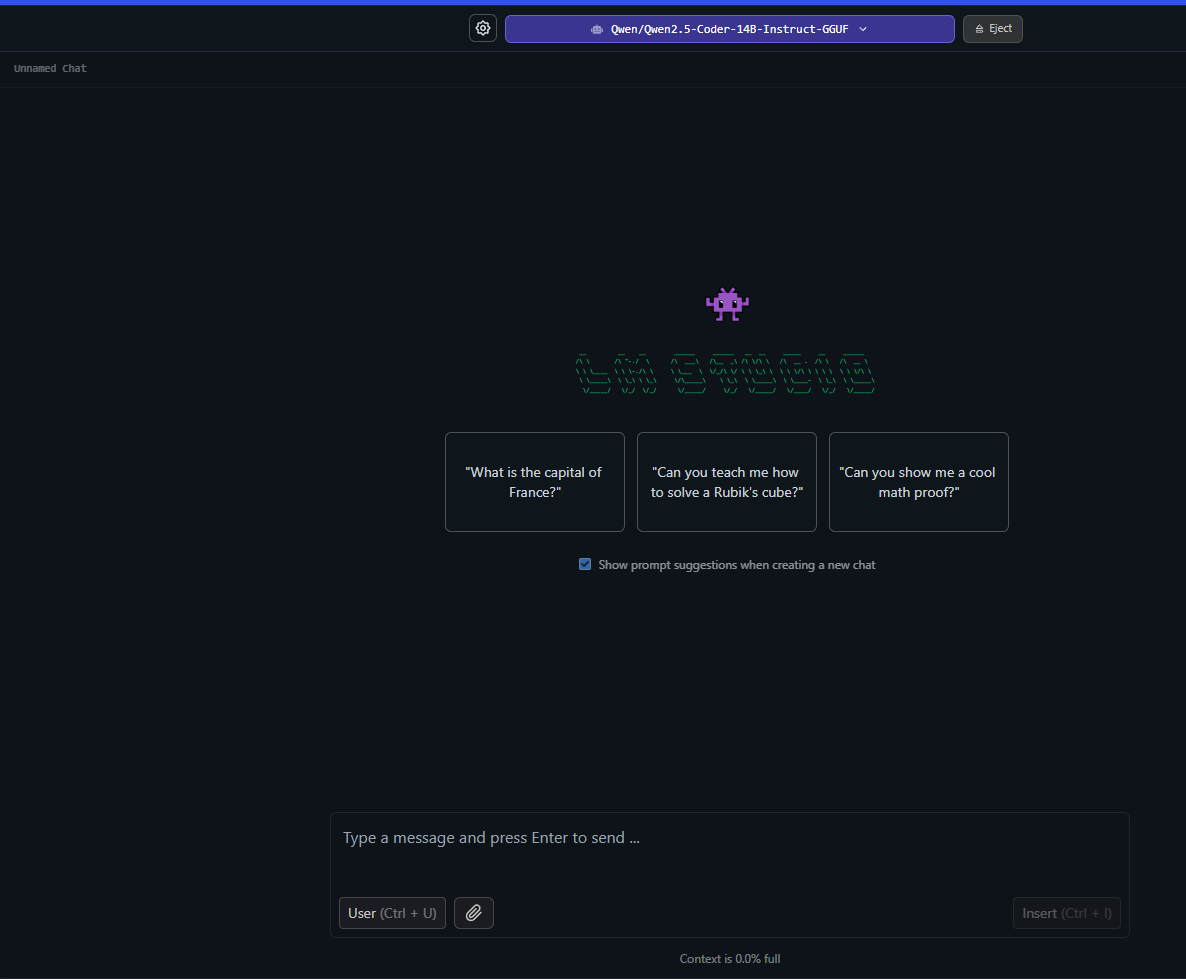 Qwen/Qwen2.5-Coder-14B-Instruct-GGUF
Eject
Unnamed Chat
LM STUDIO
"What is the capital of
France?"
"Can you teach me how
to solve a Rubik's cube?"
"Can you show me a cool
math proof?"
Show prompt suggestions when creating a new chat
Type a message and press Enter to send ...
User (Ctrl + U)
Insert (Ctrl + I)
Context is 0.0% full